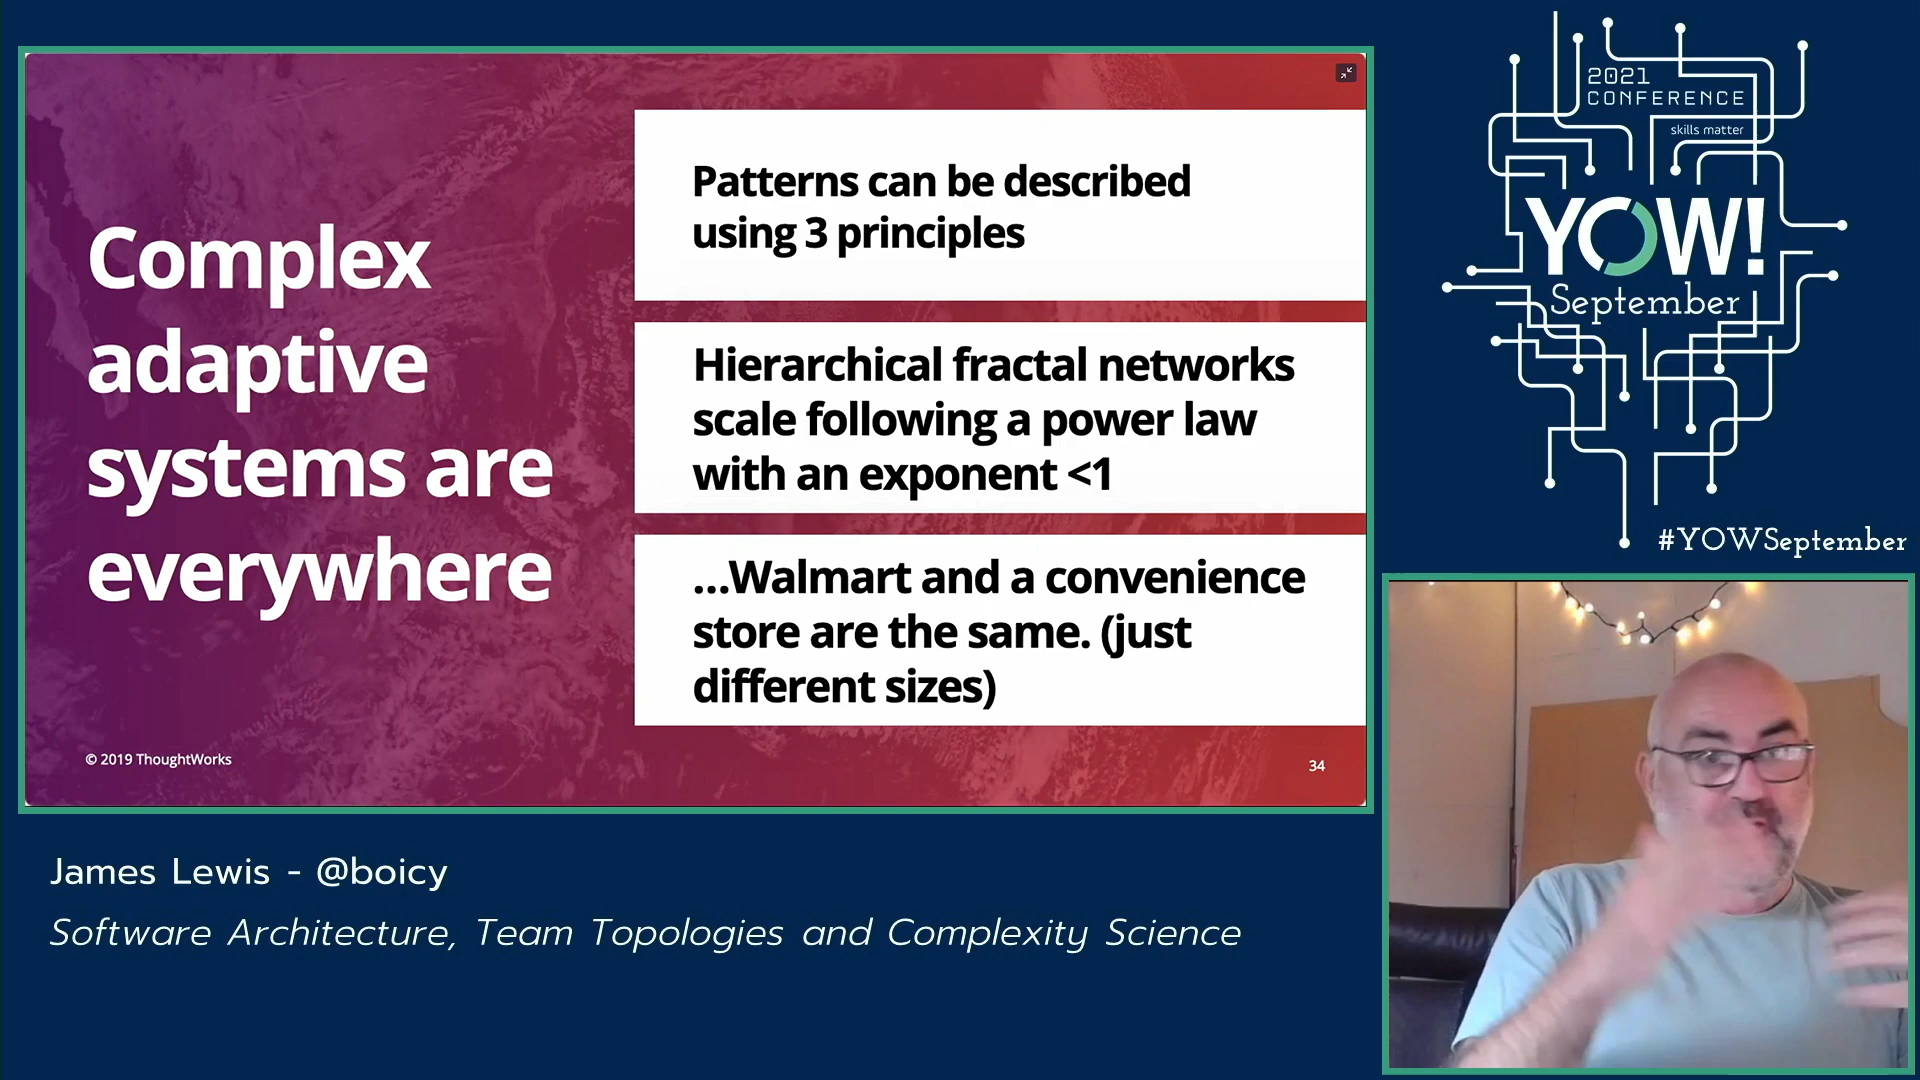 Complex
adaptive
systems are
everywhere
Patterns can be described
using 3 principles
Hierarchical fractal networks
scale following a power law
with an exponent <1
...Walmart and a convenience
store are the same. (just
different sizes)
© 2019 ThoughtWorks
34
2021
CONFERENCE
skills matter
YOW!
September
#YOWSeptember
James Lewis - @boicy
Software Architecture, Team Topologies and Complexity Science